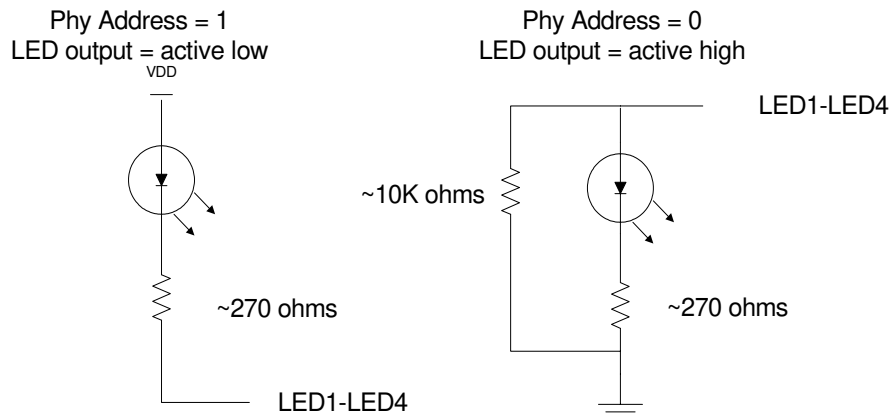 Phy Address = 1
LED output = active low
VDD
~270 ohms
LED1-LED4
Phy Address = 0
LED output = active high
LED1-LED4
~10K ohms
~270 ohms